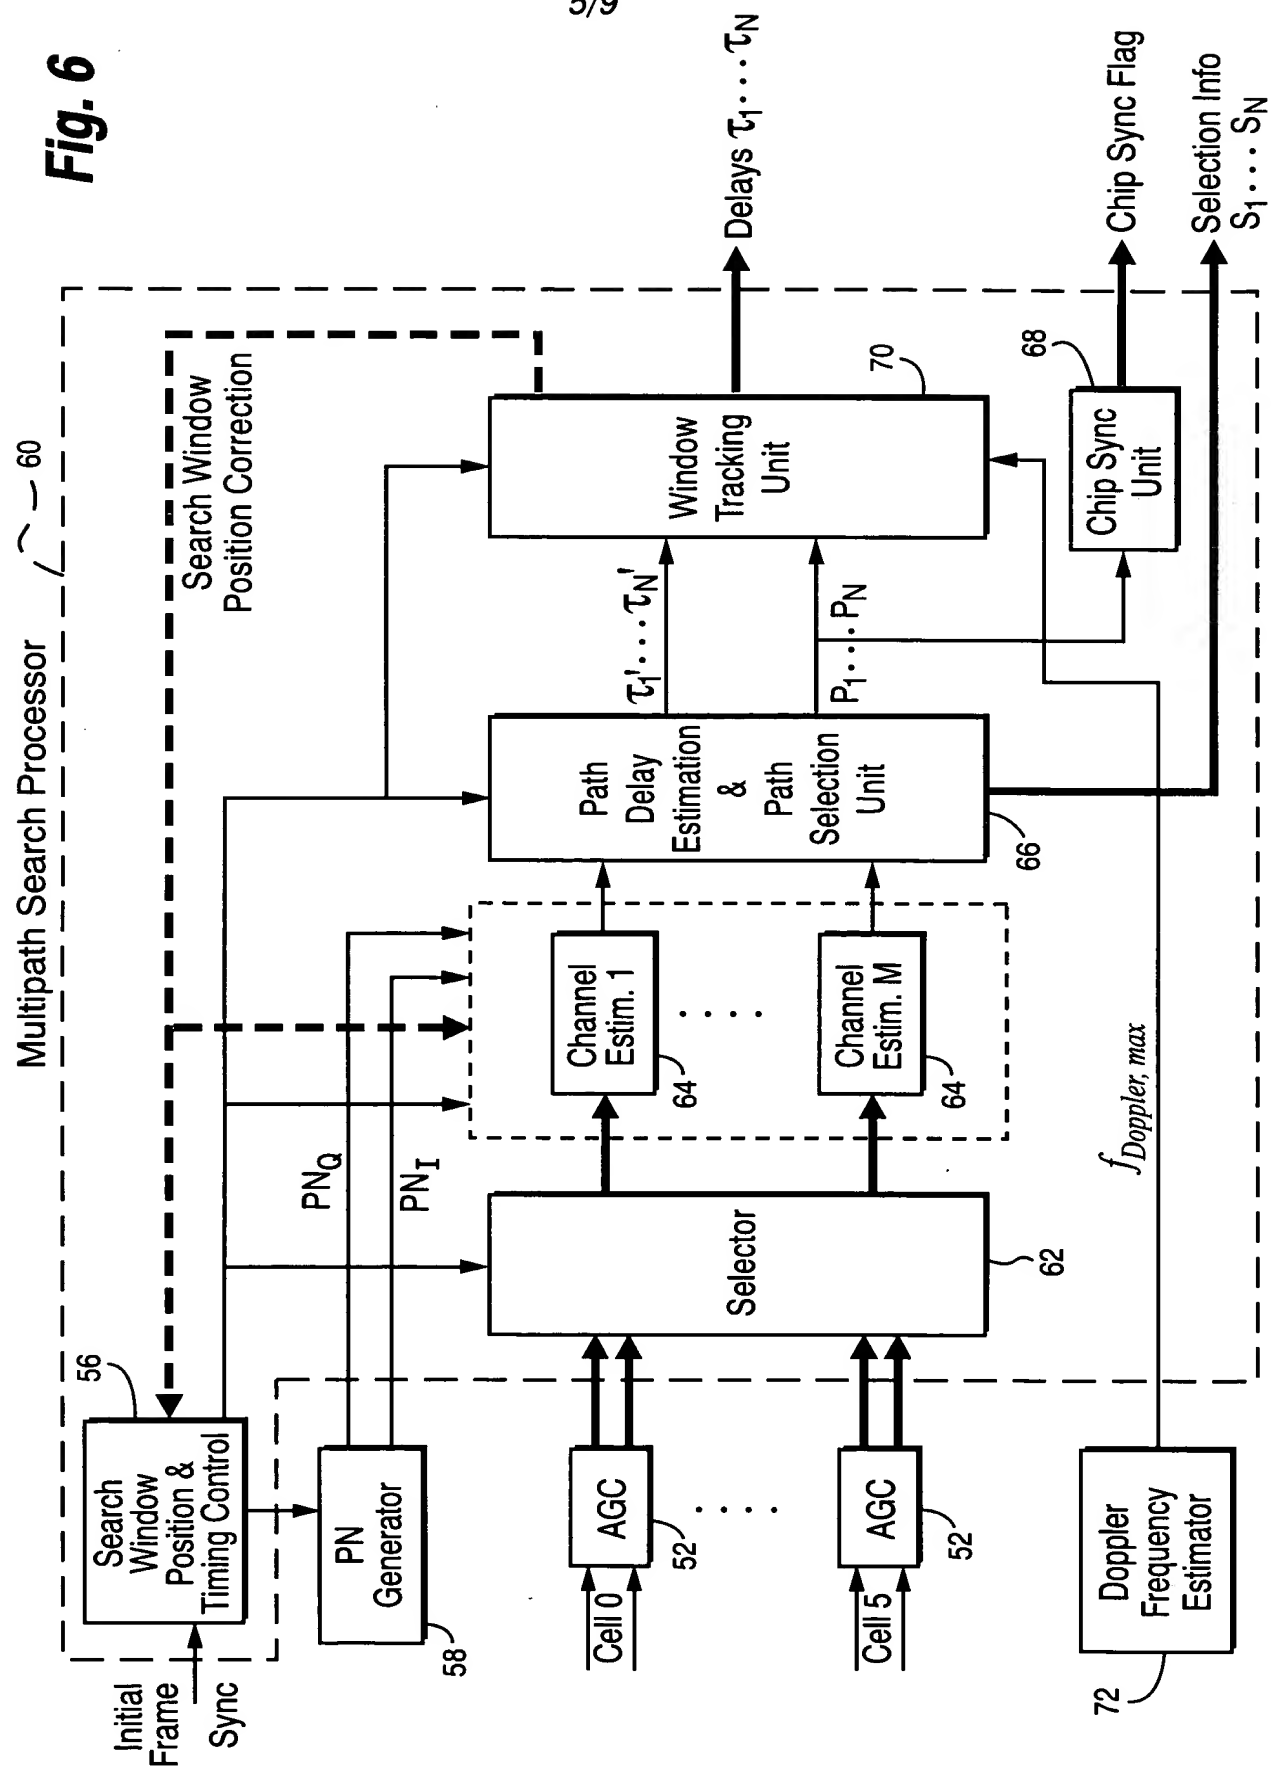 5/9
Fig. 6
Multipath Search Processor
60
Initial
Frame
Sync
Search
Window
Position &
Timing Control
56
Search Window
Position Correction
PN
Generator
58
PNQ
PNI
Cell 0
AGC
52
. . . .
Cell 5
AGC
52
Selector
62
Channel
Estim. 1
64
. . . .
Channel
Estim. M
64
Path
Delay
Estimation
&
Path
Selection
Unit
66
τ1'....τN'
P1....PN
Window
Tracking
Unit
70
Chip Sync
Unit
68
Doppler
Frequency
Estimator
72
fDoppler, max
Delays τ1....τN
Chip Sync Flag
Selection Info
S1....SN